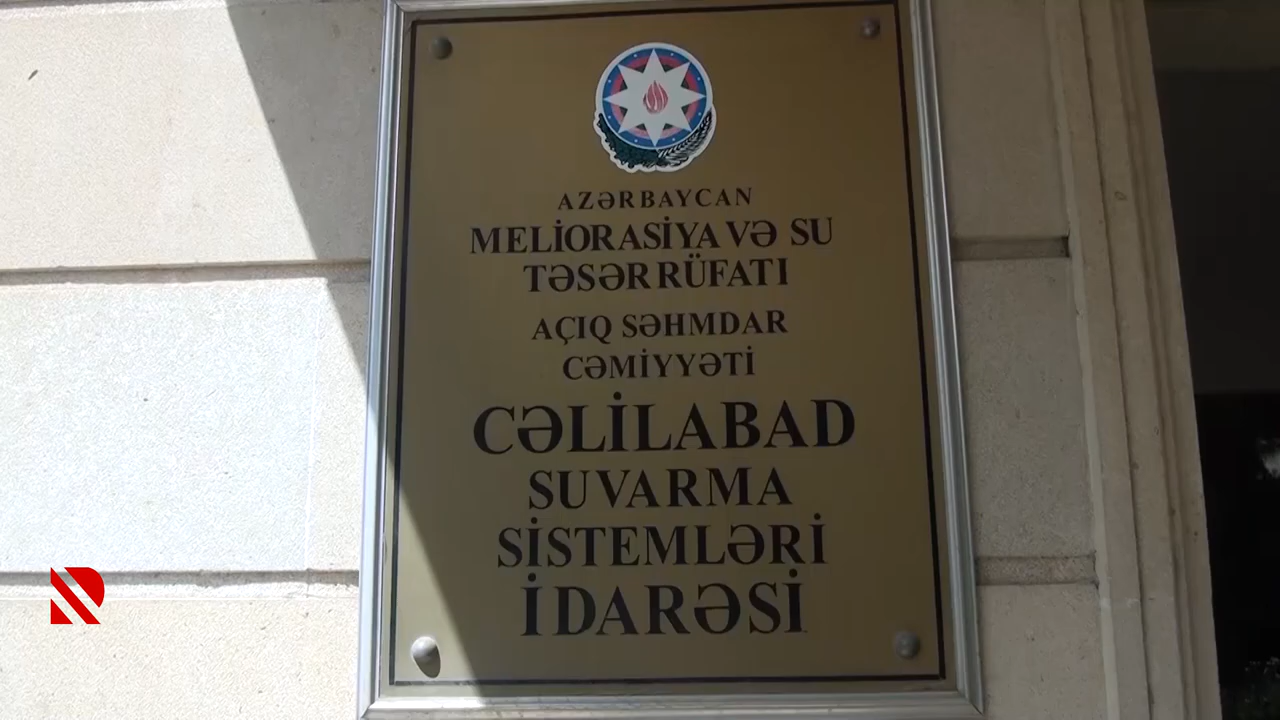 AZƏRBAYCAN
MELİORASİYA VƏ SU
TƏSƏRRÜFATI
AÇIQ SƏHMDAR
CƏMİYYƏTİ
CƏLİLABAD
SUVARMA
SİSTEMLƏRİ
İDARƏSİ